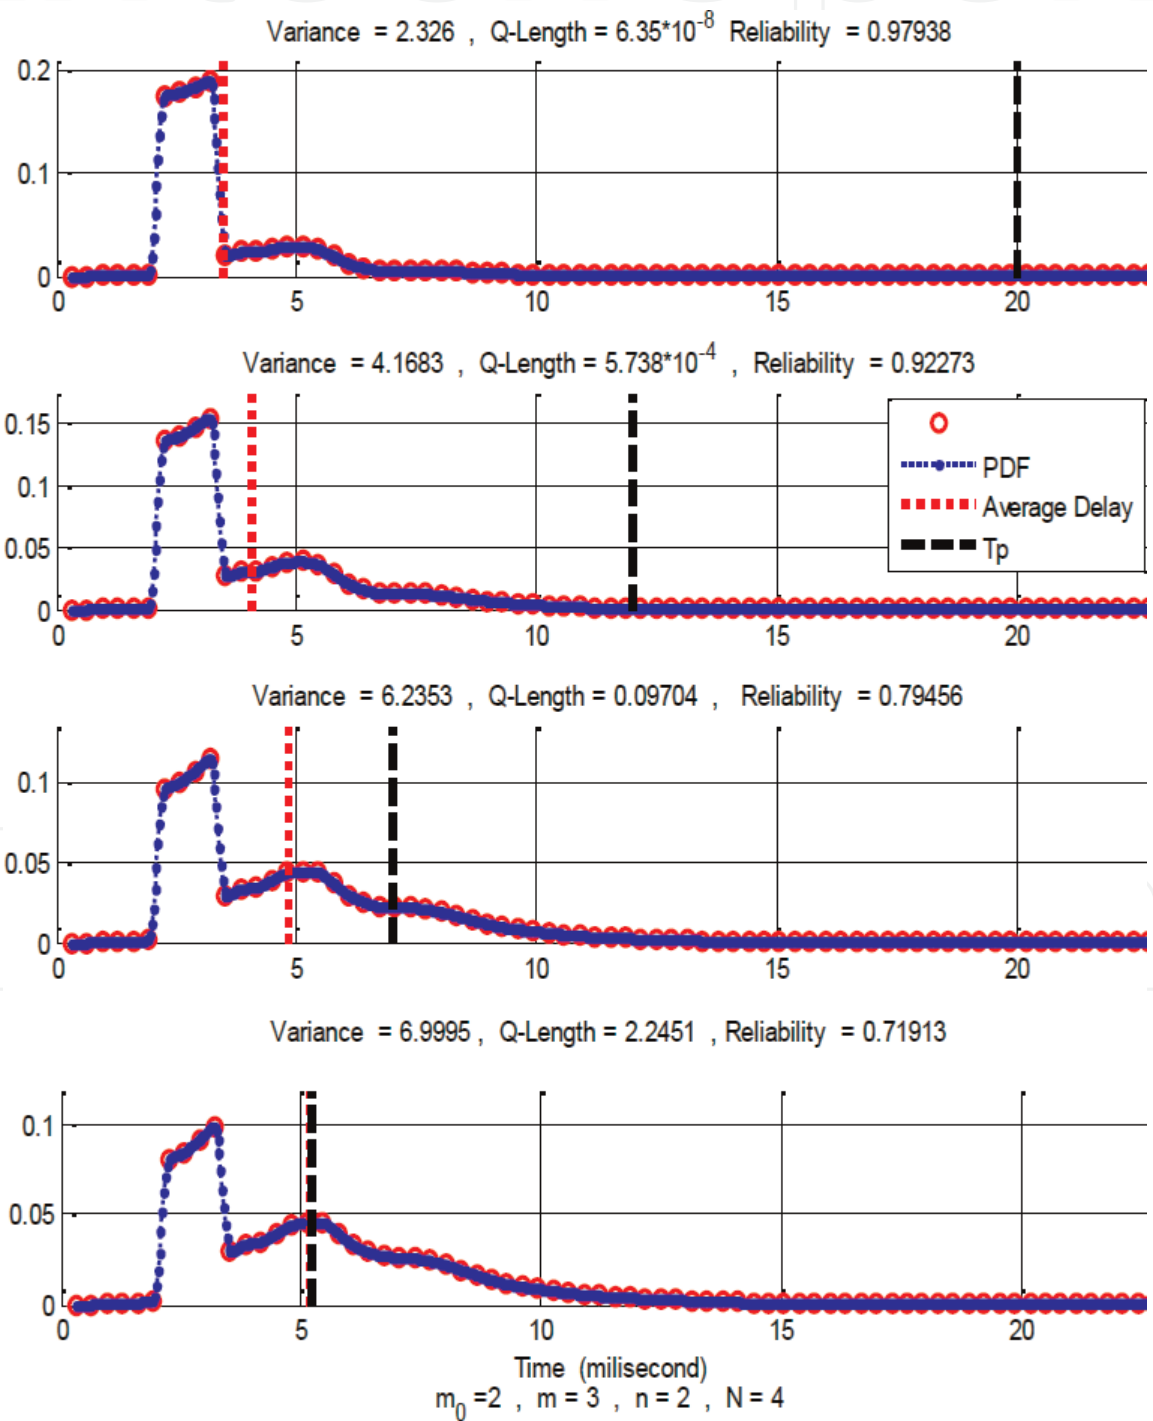 Variance = 2.326 , Q-Length = 6.35*10^-8 Reliability = 0.97938
0.2
0.1
0
0 5 10 15 20
Variance = 4.1683 , Q-Length = 5.738*10^-4 , Reliability = 0.92273
0.15
0.1
0.05
0
0 5 10 15 20
PDF
Average Delay
Tp
Variance = 6.2353 , Q-Length = 0.09704 , Reliability = 0.79456
0.1
0.05
0
0 5 10 15 20
Variance = 6.9995 , Q-Length = 2.2451 , Reliability = 0.71913
0.1
0.05
0
0 5 10 15 20
Time (milisecond)
m_0 =2 , m = 3 , n = 2 , N = 4